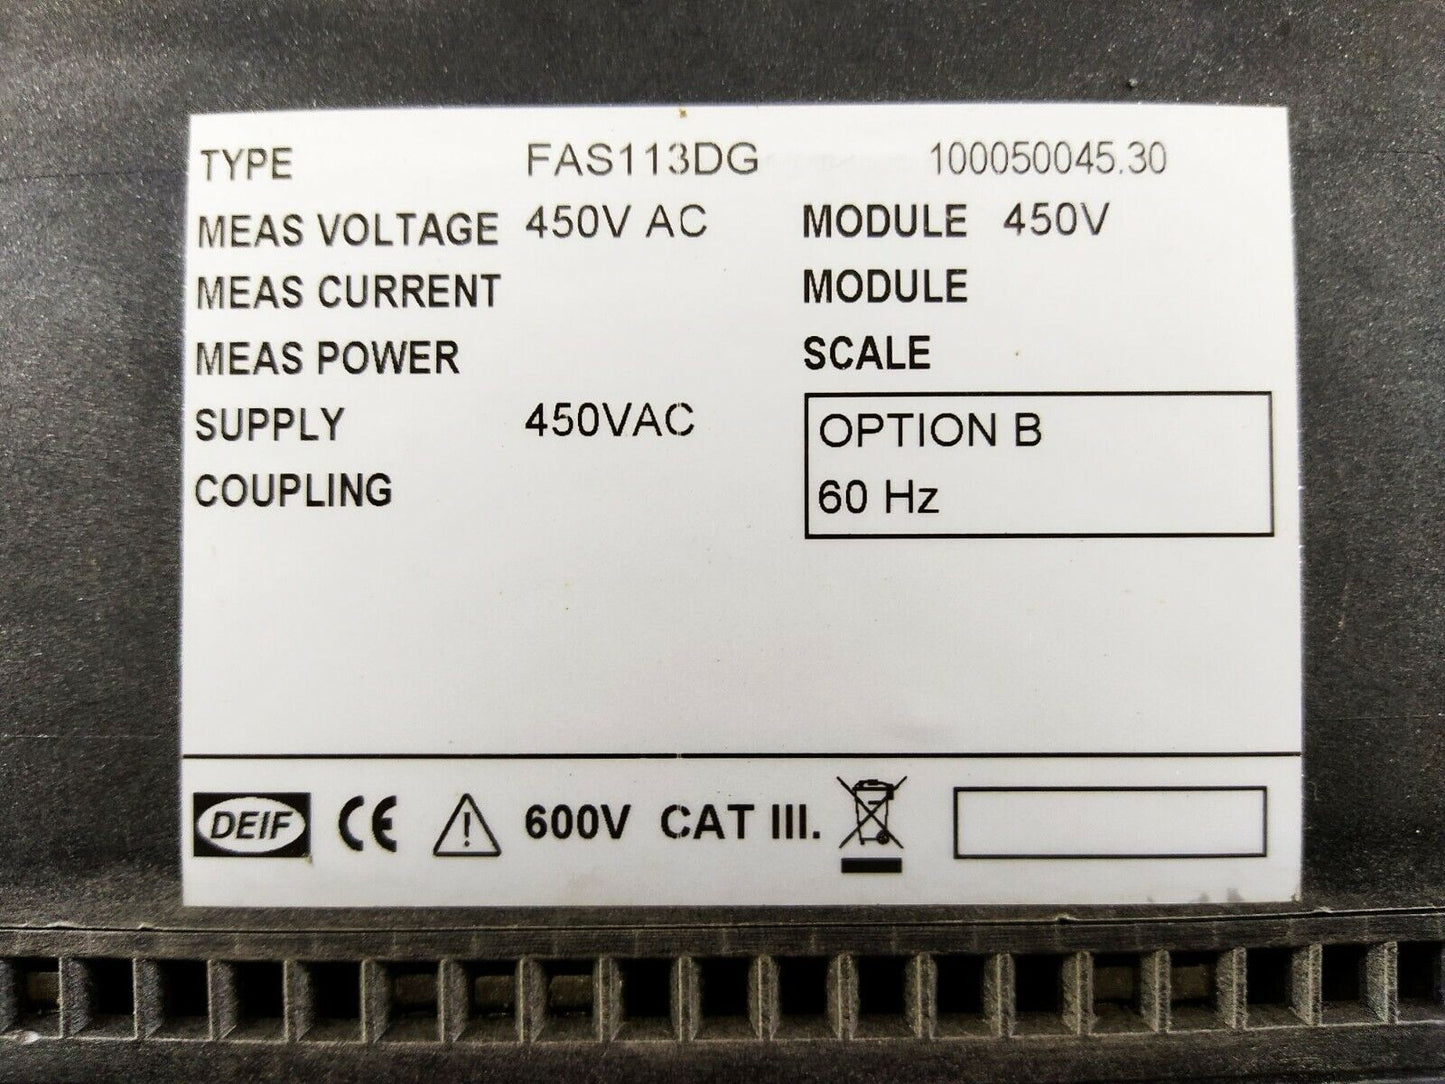 TYPE FAS113DG 100050045.30
MEAS VOLTAGE 450V AC MODULE 450V
MEAS CURRENT MODULE
MEAS POWER SCALE
SUPPLY 450VAC OPTION B
COUPLING 60 Hz
DEIF CE 600V CAT III.